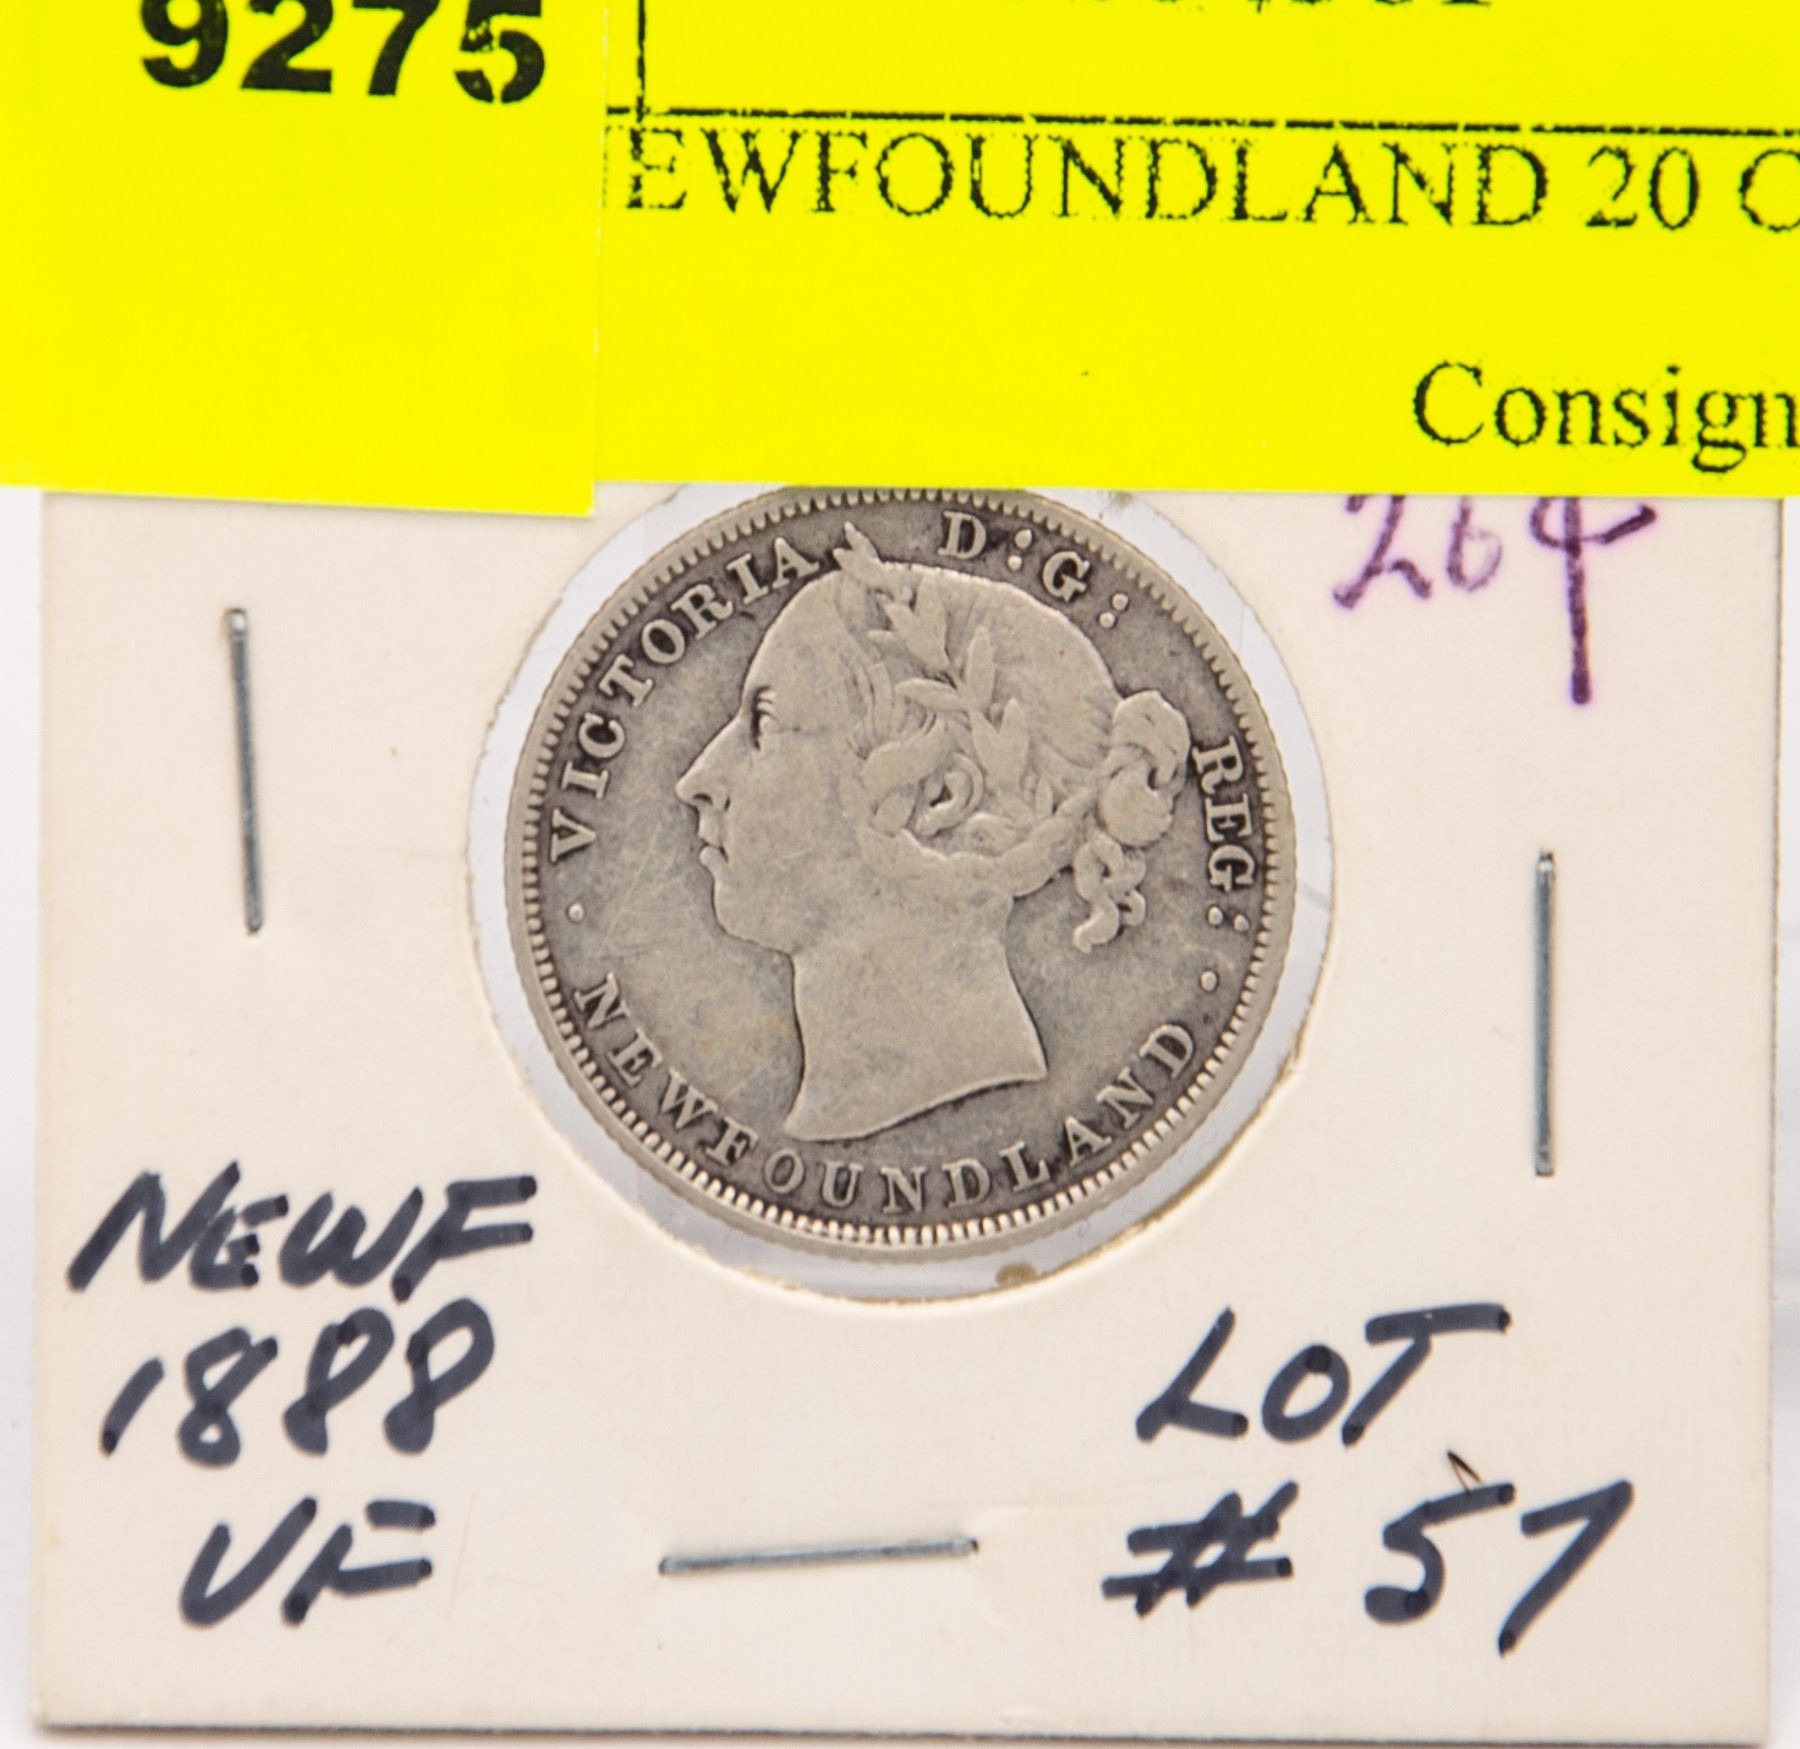 9275
EWFOUNDLAND 20 C
Consign
VICTORIA D:G: REG:
NEWFOUNDLAND
NEWF
1888
VF
LOT
# 57